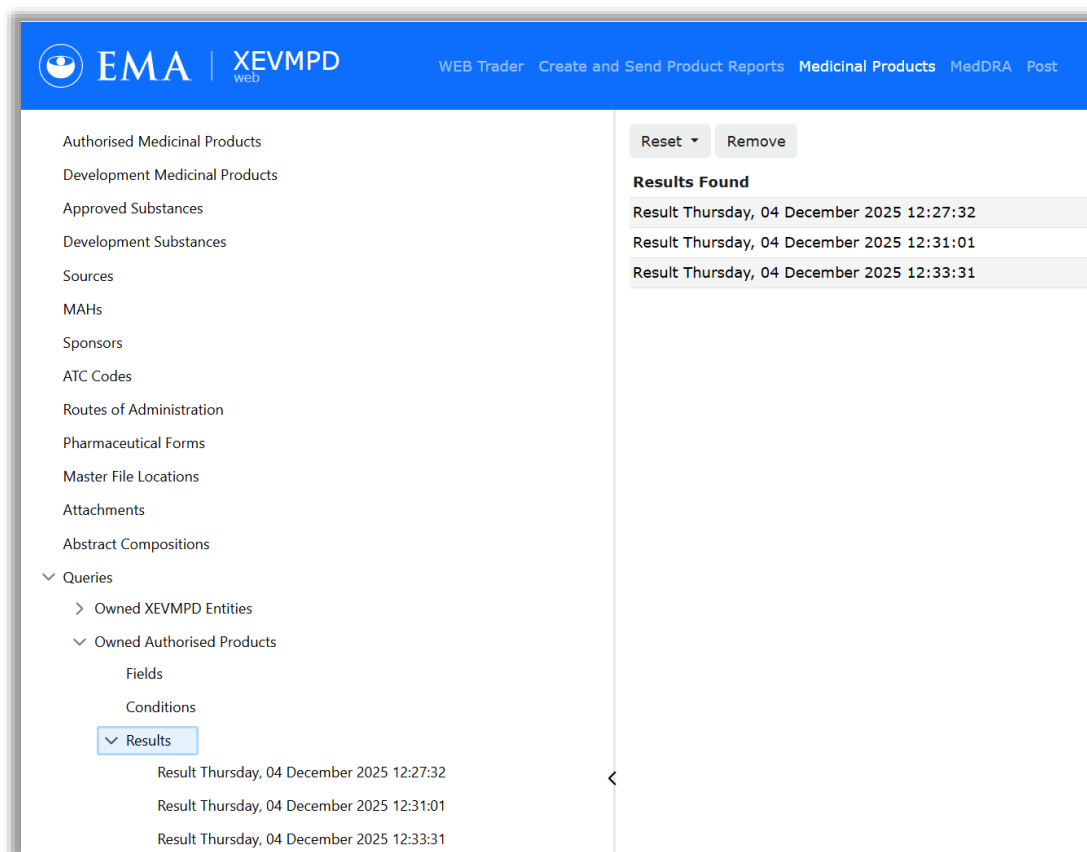 EMA | XEVMPD
web
WEB Trader Create and Send Product Reports Medicinal Products MedDRA Post
Authorised Medicinal Products
Development Medicinal Products
Approved Substances
Development Substances
Sources
MAHs
Sponsors
ATC Codes
Routes of Administration
Pharmaceutical Forms
Master File Locations
Attachments
Abstract Compositions
Queries
Owned XEVMPD Entities
Owned Authorised Products
Fields
Conditions
Results
Result Thursday, 04 December 2025 12:27:32
Result Thursday, 04 December 2025 12:31:01
Result Thursday, 04 December 2025 12:33:31
Reset Remove
Results Found
Result Thursday, 04 December 2025 12:27:32
Result Thursday, 04 December 2025 12:31:01
Result Thursday, 04 December 2025 12:33:31